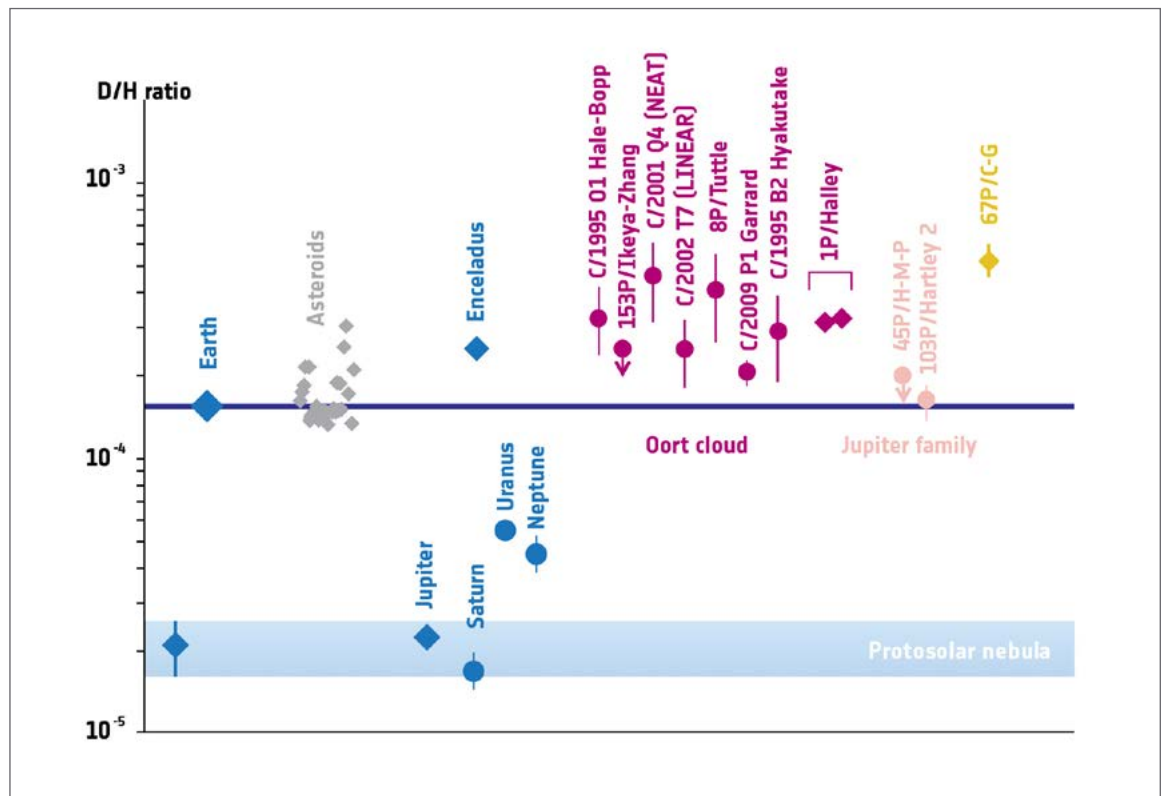 D/H ratio
10-3
10-4
10-5
Earth
Asteroids
Enceladus
Jupiter
Saturn
Uranus
Neptune
C/1995 O1 Hale-Bopp
153P/Ikeya-Zhang
C/2001 Q4 (NEAT)
C/2002 T7 (LINEAR)
8P/Tuttle
C/2009 P1 Garrard
C/1995 B2 Hyakutake
1P/Halley
45P/H-M-P
103P/Hartley 2
67P/C-G
Oort cloud
Jupiter family
Protosolar nebula